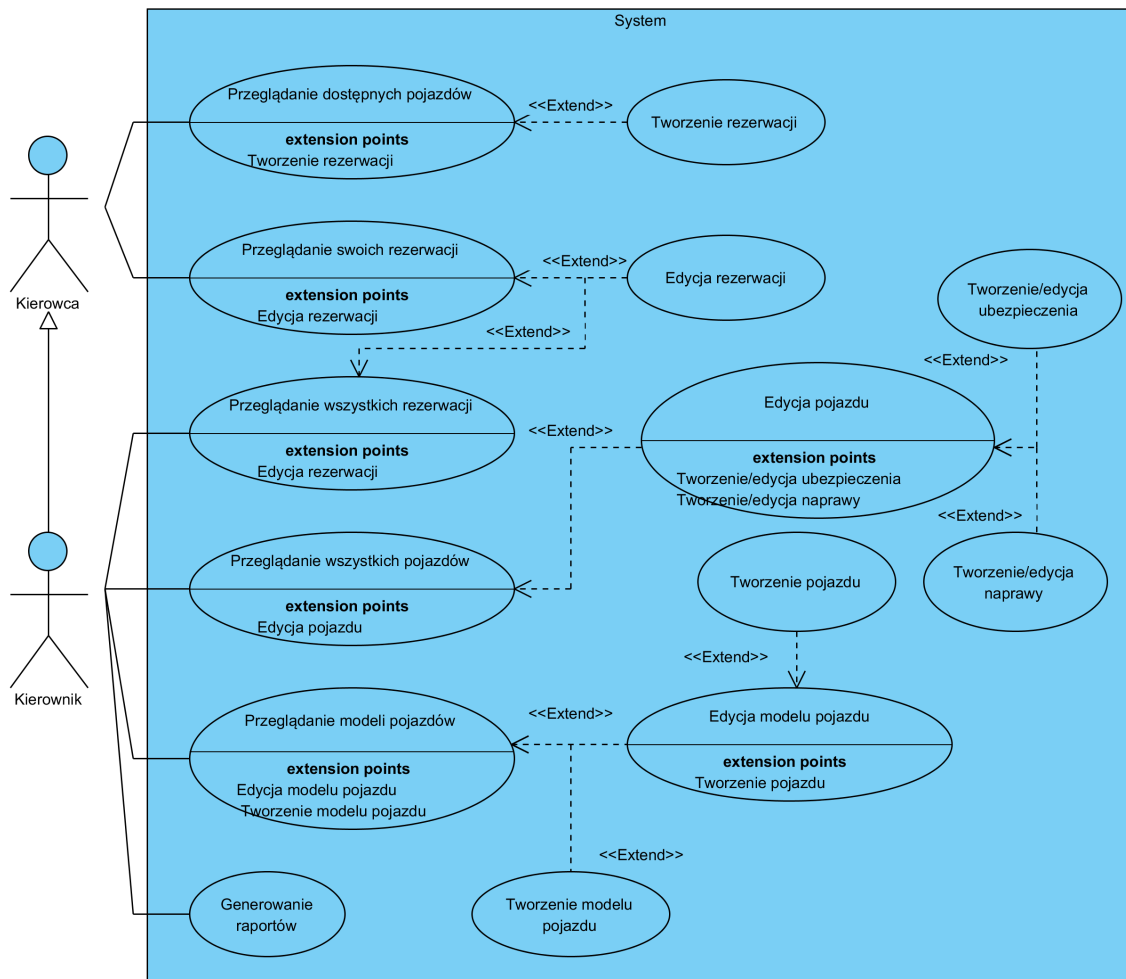 System
Przeglądanie dostępnych pojazdów
extension points
Tworzenie rezerwacji
<<Extend>>
Tworzenie rezerwacji
Kierowca
Przeglądanie swoich rezerwacji
extension points
Edycja rezerwacji
<<Extend>>
Edycja rezerwacji
<<Extend>>
Tworzenie/edycja
ubezpieczenia
<<Extend>>
Przeglądanie wszystkich rezerwacji
extension points
Edycja rezerwacji
<<Extend>>
Edycja pojazdu
extension points
Tworzenie/edycja ubezpieczenia
Tworzenie/edycja naprawy
<<Extend>>
Tworzenie/edycja
naprawy
Kierownik
Przeglądanie wszystkich pojazdów
extension points
Edycja pojazdu
Tworzenie pojazdu
<<Extend>>
Przeglądanie modeli pojazdów
extension points
Edycja modelu pojazdu
Tworzenie modelu pojazdu
<<Extend>>
Edycja modelu pojazdu
extension points
Tworzenie pojazdu
<<Extend>>
Generowanie
raportów
Tworzenie modelu
pojazdu